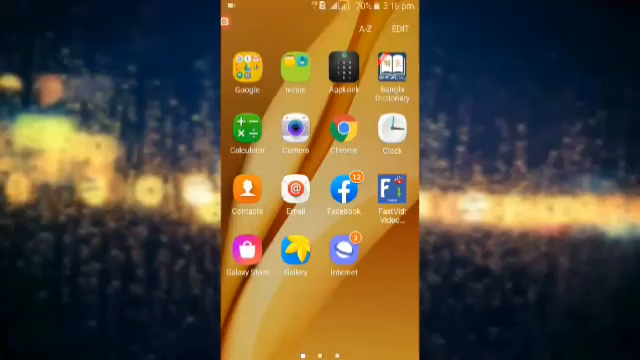 70% 3:16 pm
A-Z EDIT
Google
AppLock
Bangla Dictionary
Calculator
Camera
Chrome
Clock
Contacts
Email
12
Facebook
FastVid: Video...
Galaxy Store
Gallery
3
Internet